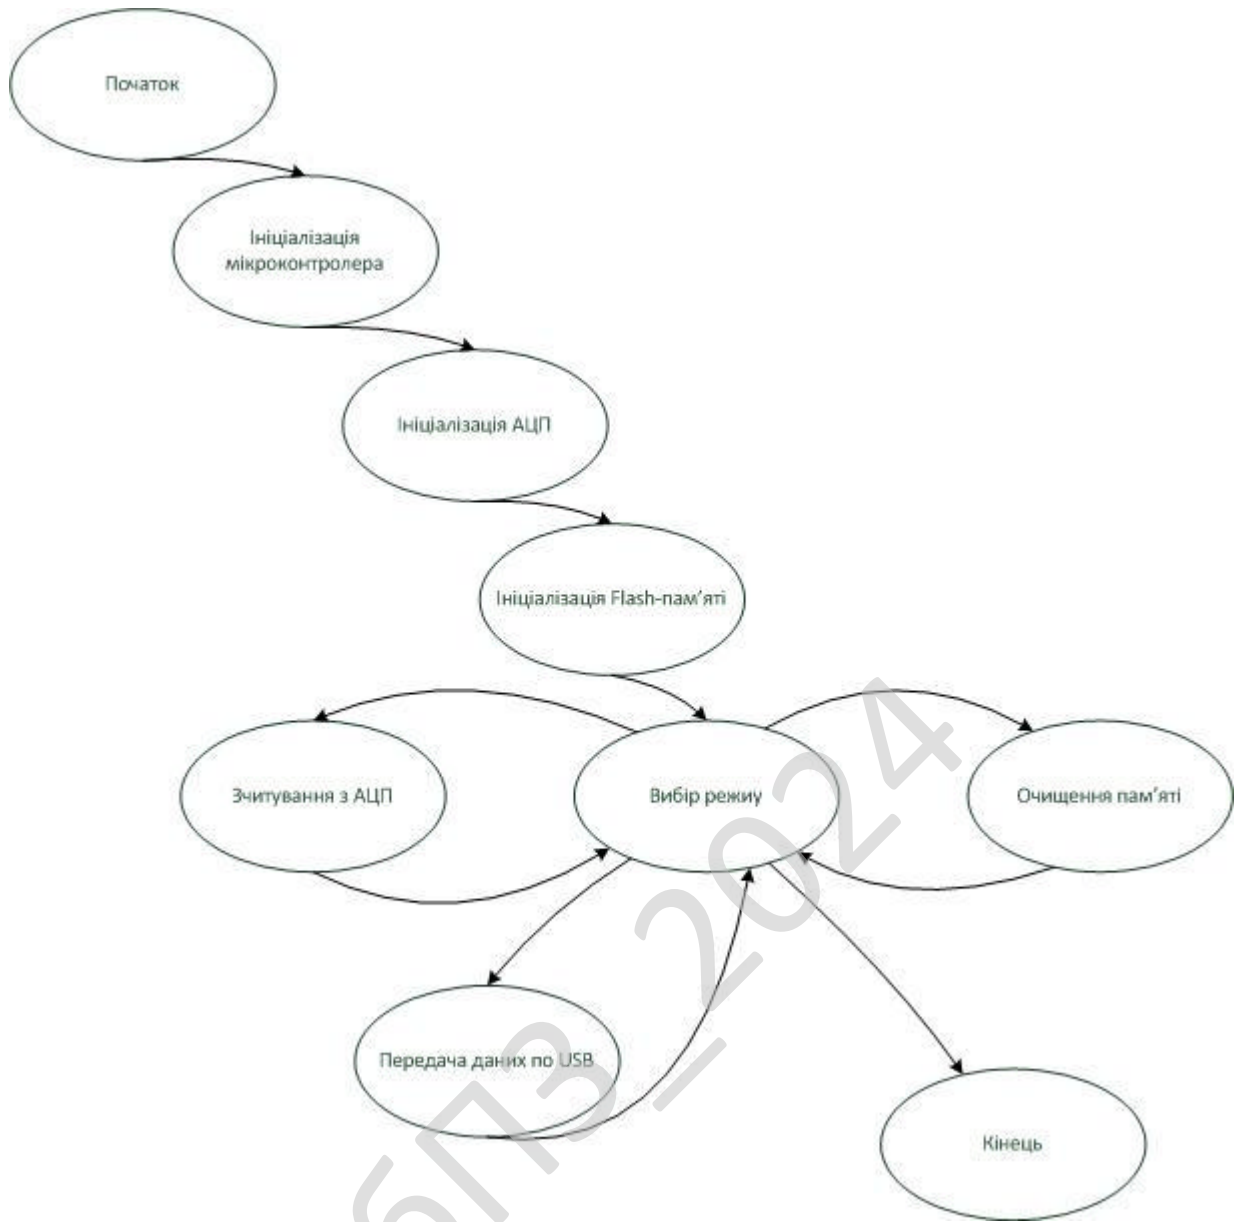 Початок
Ініціалізація
мікроконтролера
Ініціалізація АЦП
Ініціалізація Flash-пам’яті
Зчитування з АЦП
Вибір режиу
Очищення пам’яті
Передача даних по USB
Кінець
бПЗ_2024